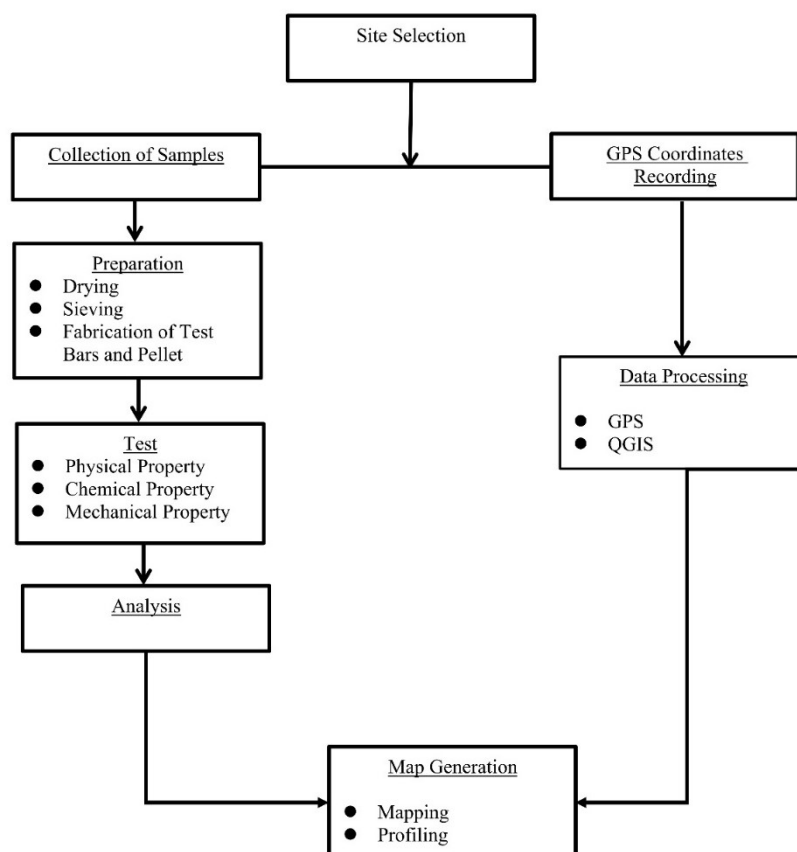 Site Selection
Collection of Samples
GPS Coordinates
Recording
Preparation
● Drying
● Sieving
● Fabrication of Test
Bars and Pellet
Data Processing
● GPS
● QGIS
Test
● Physical Property
● Chemical Property
● Mechanical Property
Analysis
Map Generation
● Mapping
● Profiling